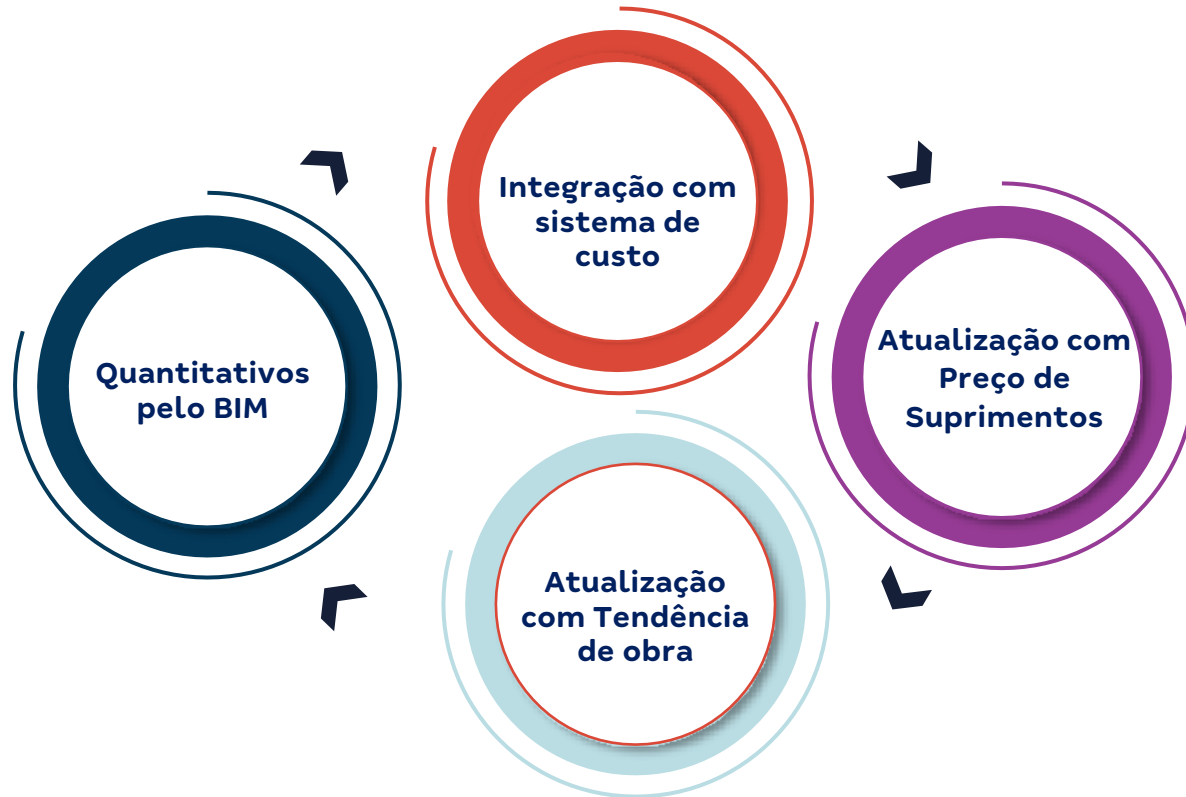 Quantitativos
pelo BIM
Integração com
sistema de
custo
Atualização com
Preço de
Suprimentos
Atualização
com Tendência
de obra